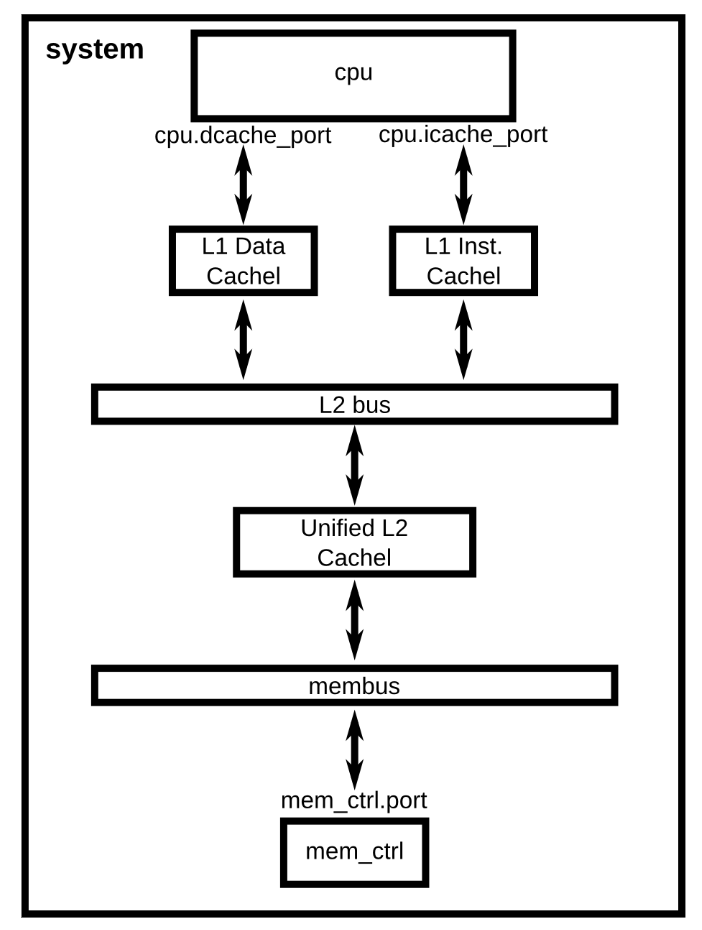 system
cpu
cpu.dcache_port
cpu.icache_port
L1 Data
Cachel
L1 Inst.
Cachel
L2 bus
Unified L2
Cachel
membus
mem_ctrl.port
mem_ctrl